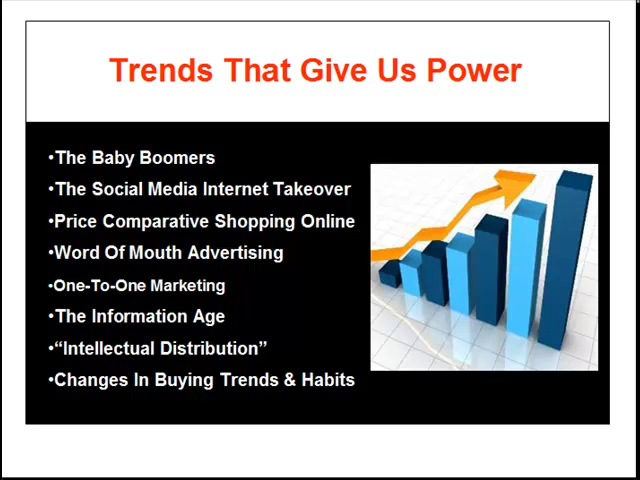 Trends That Give Us Power
•The Baby Boomers
•The Social Media Internet Takeover
•Price Comparative Shopping Online
•Word Of Mouth Advertising
•One-To-One Marketing
•The Information Age
•“Intellectual Distribution”
•Changes In Buying Trends & Habits